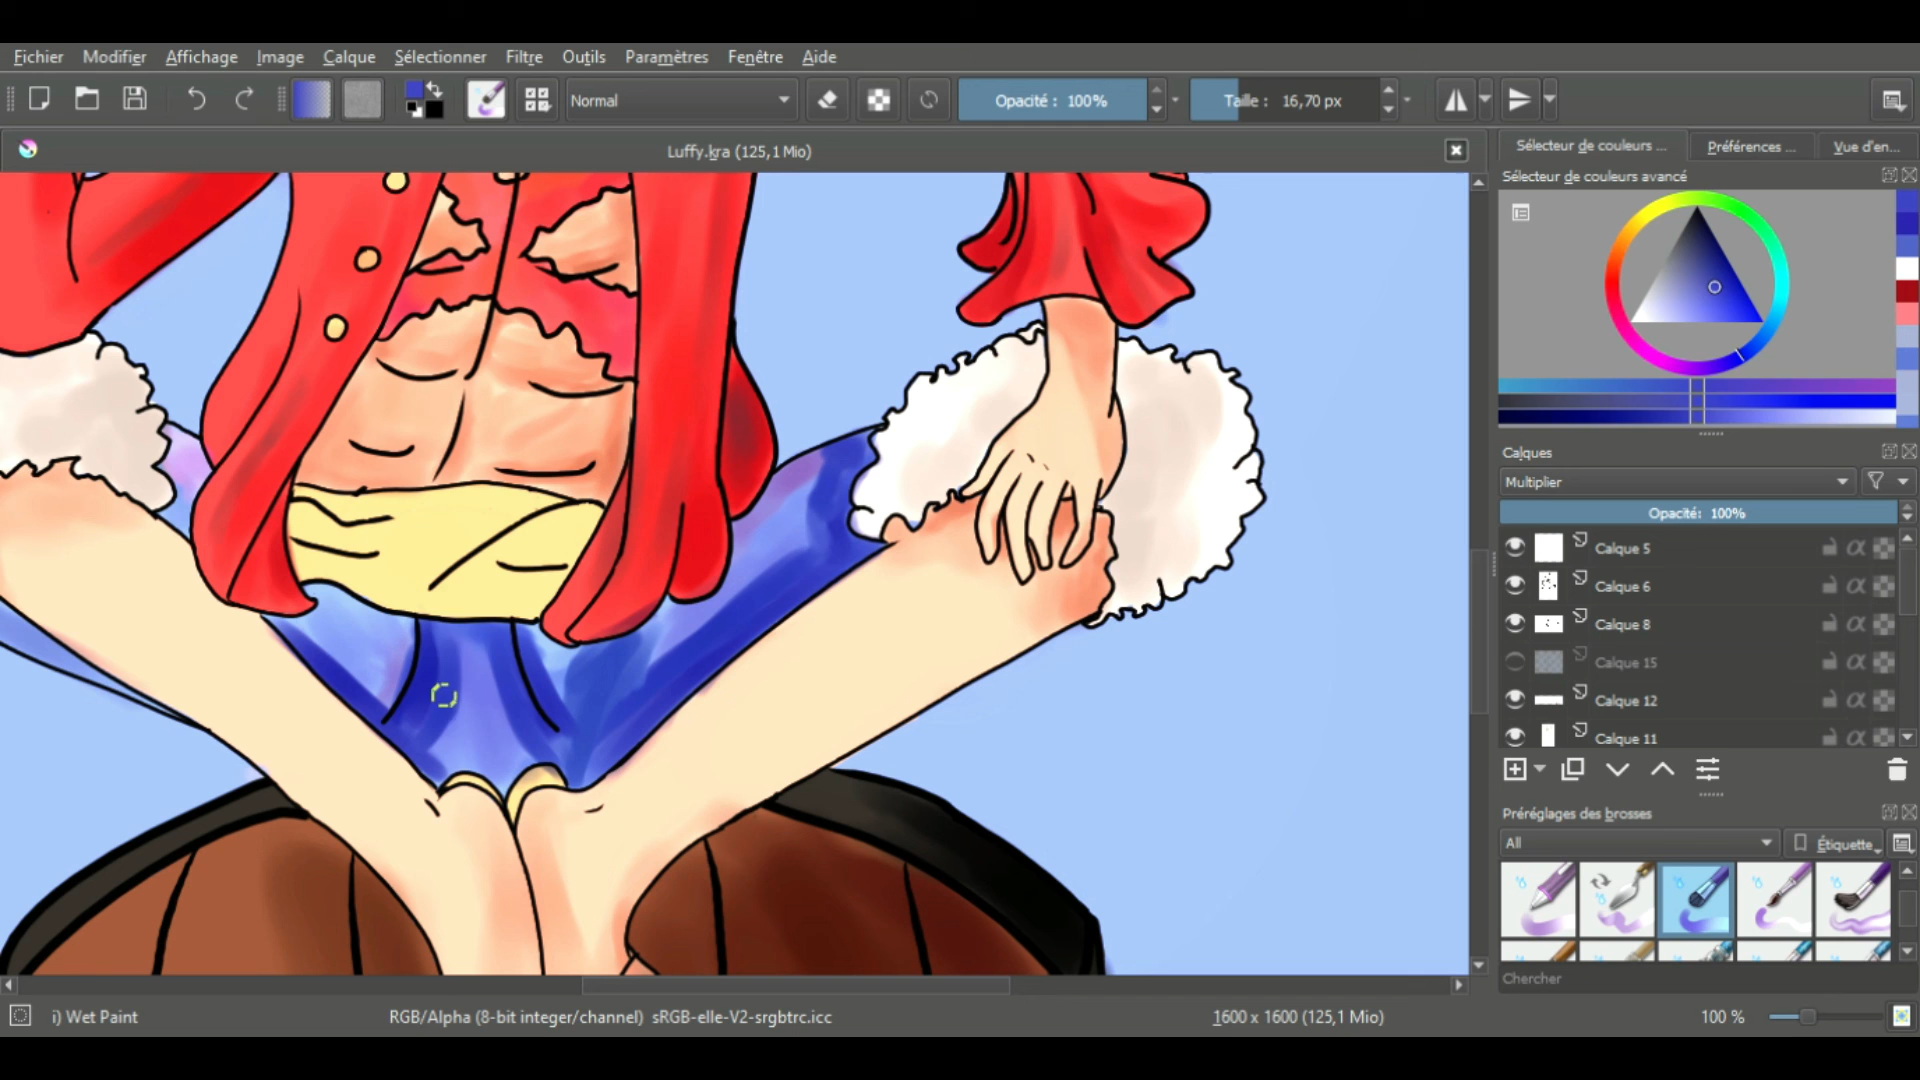 Fichier Modifier Affichage Image Calque Sélectionner Filtre Outils Paramètres Fenêtre Aide
Normal Opacité : 100% Taille : 16,70 px
Luffy.kra (125,1 Mio)
Sélecteur de couleurs ... Préférences ... Vue d'en...
Sélecteur de couleurs avancé
Calques
Multiplier
Opacité: 100%
Calque 5
Calque 6
Calque 8
Calque 15
Calque 12
Calque 11
Préréglages des brosses
All Étiquette
Chercher
i) Wet Paint RGB/Alpha (8-bit integer/channel) sRGB-elle-V2-srgbtrc.icc 1600 x 1600 (125,1 Mio) 100 %